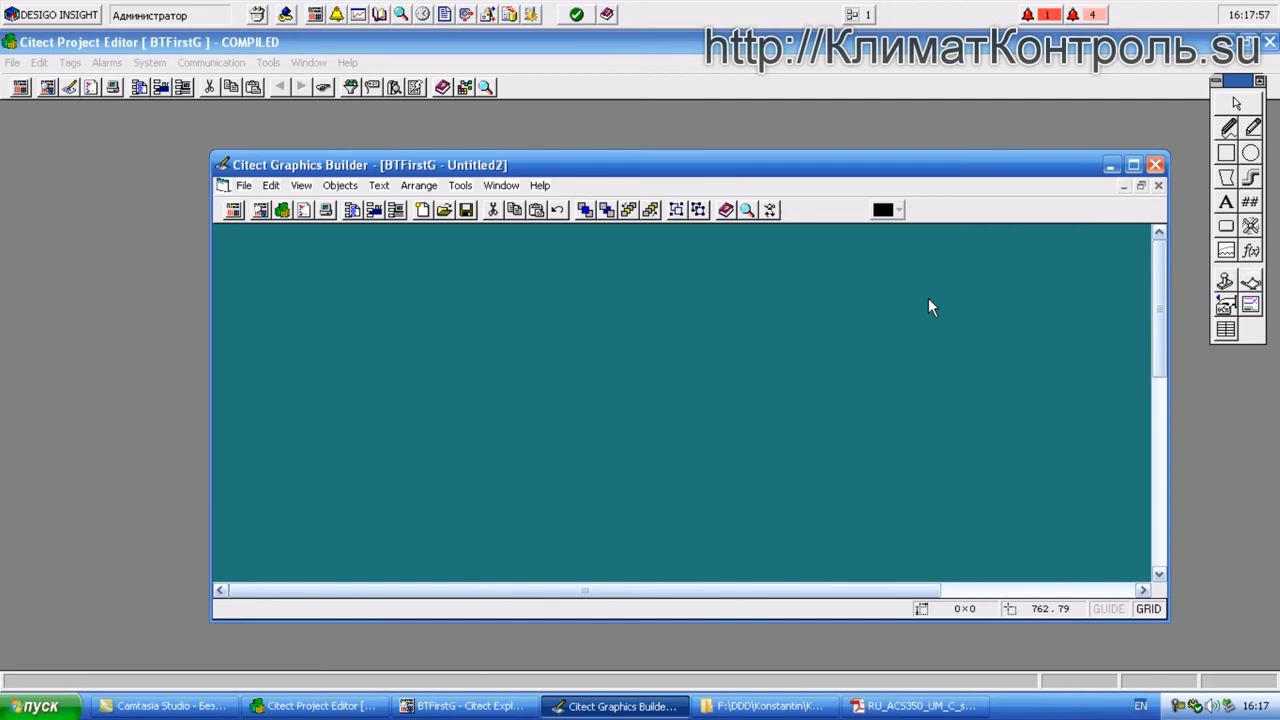 DESIGO INSIGHT
Администратор
1
1
4
16:17:57
Citect Project Editor [ BTFirstG ] - COMPILED
http://КлиматКонтроль.su
File Edit Tags Alarms System Communication Tools Window Help
Citect Graphics Builder - [BTFirstG - Untitled2]
File Edit View Objects Text Arrange Tools Window Help
A ##
f(x)
0×0
762 , 79
GUIDE
GRID
пуск
Camtasia Studio - Без...
Citect Project Editor [...
BTFirstG - Citect Expl...
Citect Graphics Builde...
F:\DDD\Konstantin\K...
RU_ACS350_UM_C_s...
EN
16:17